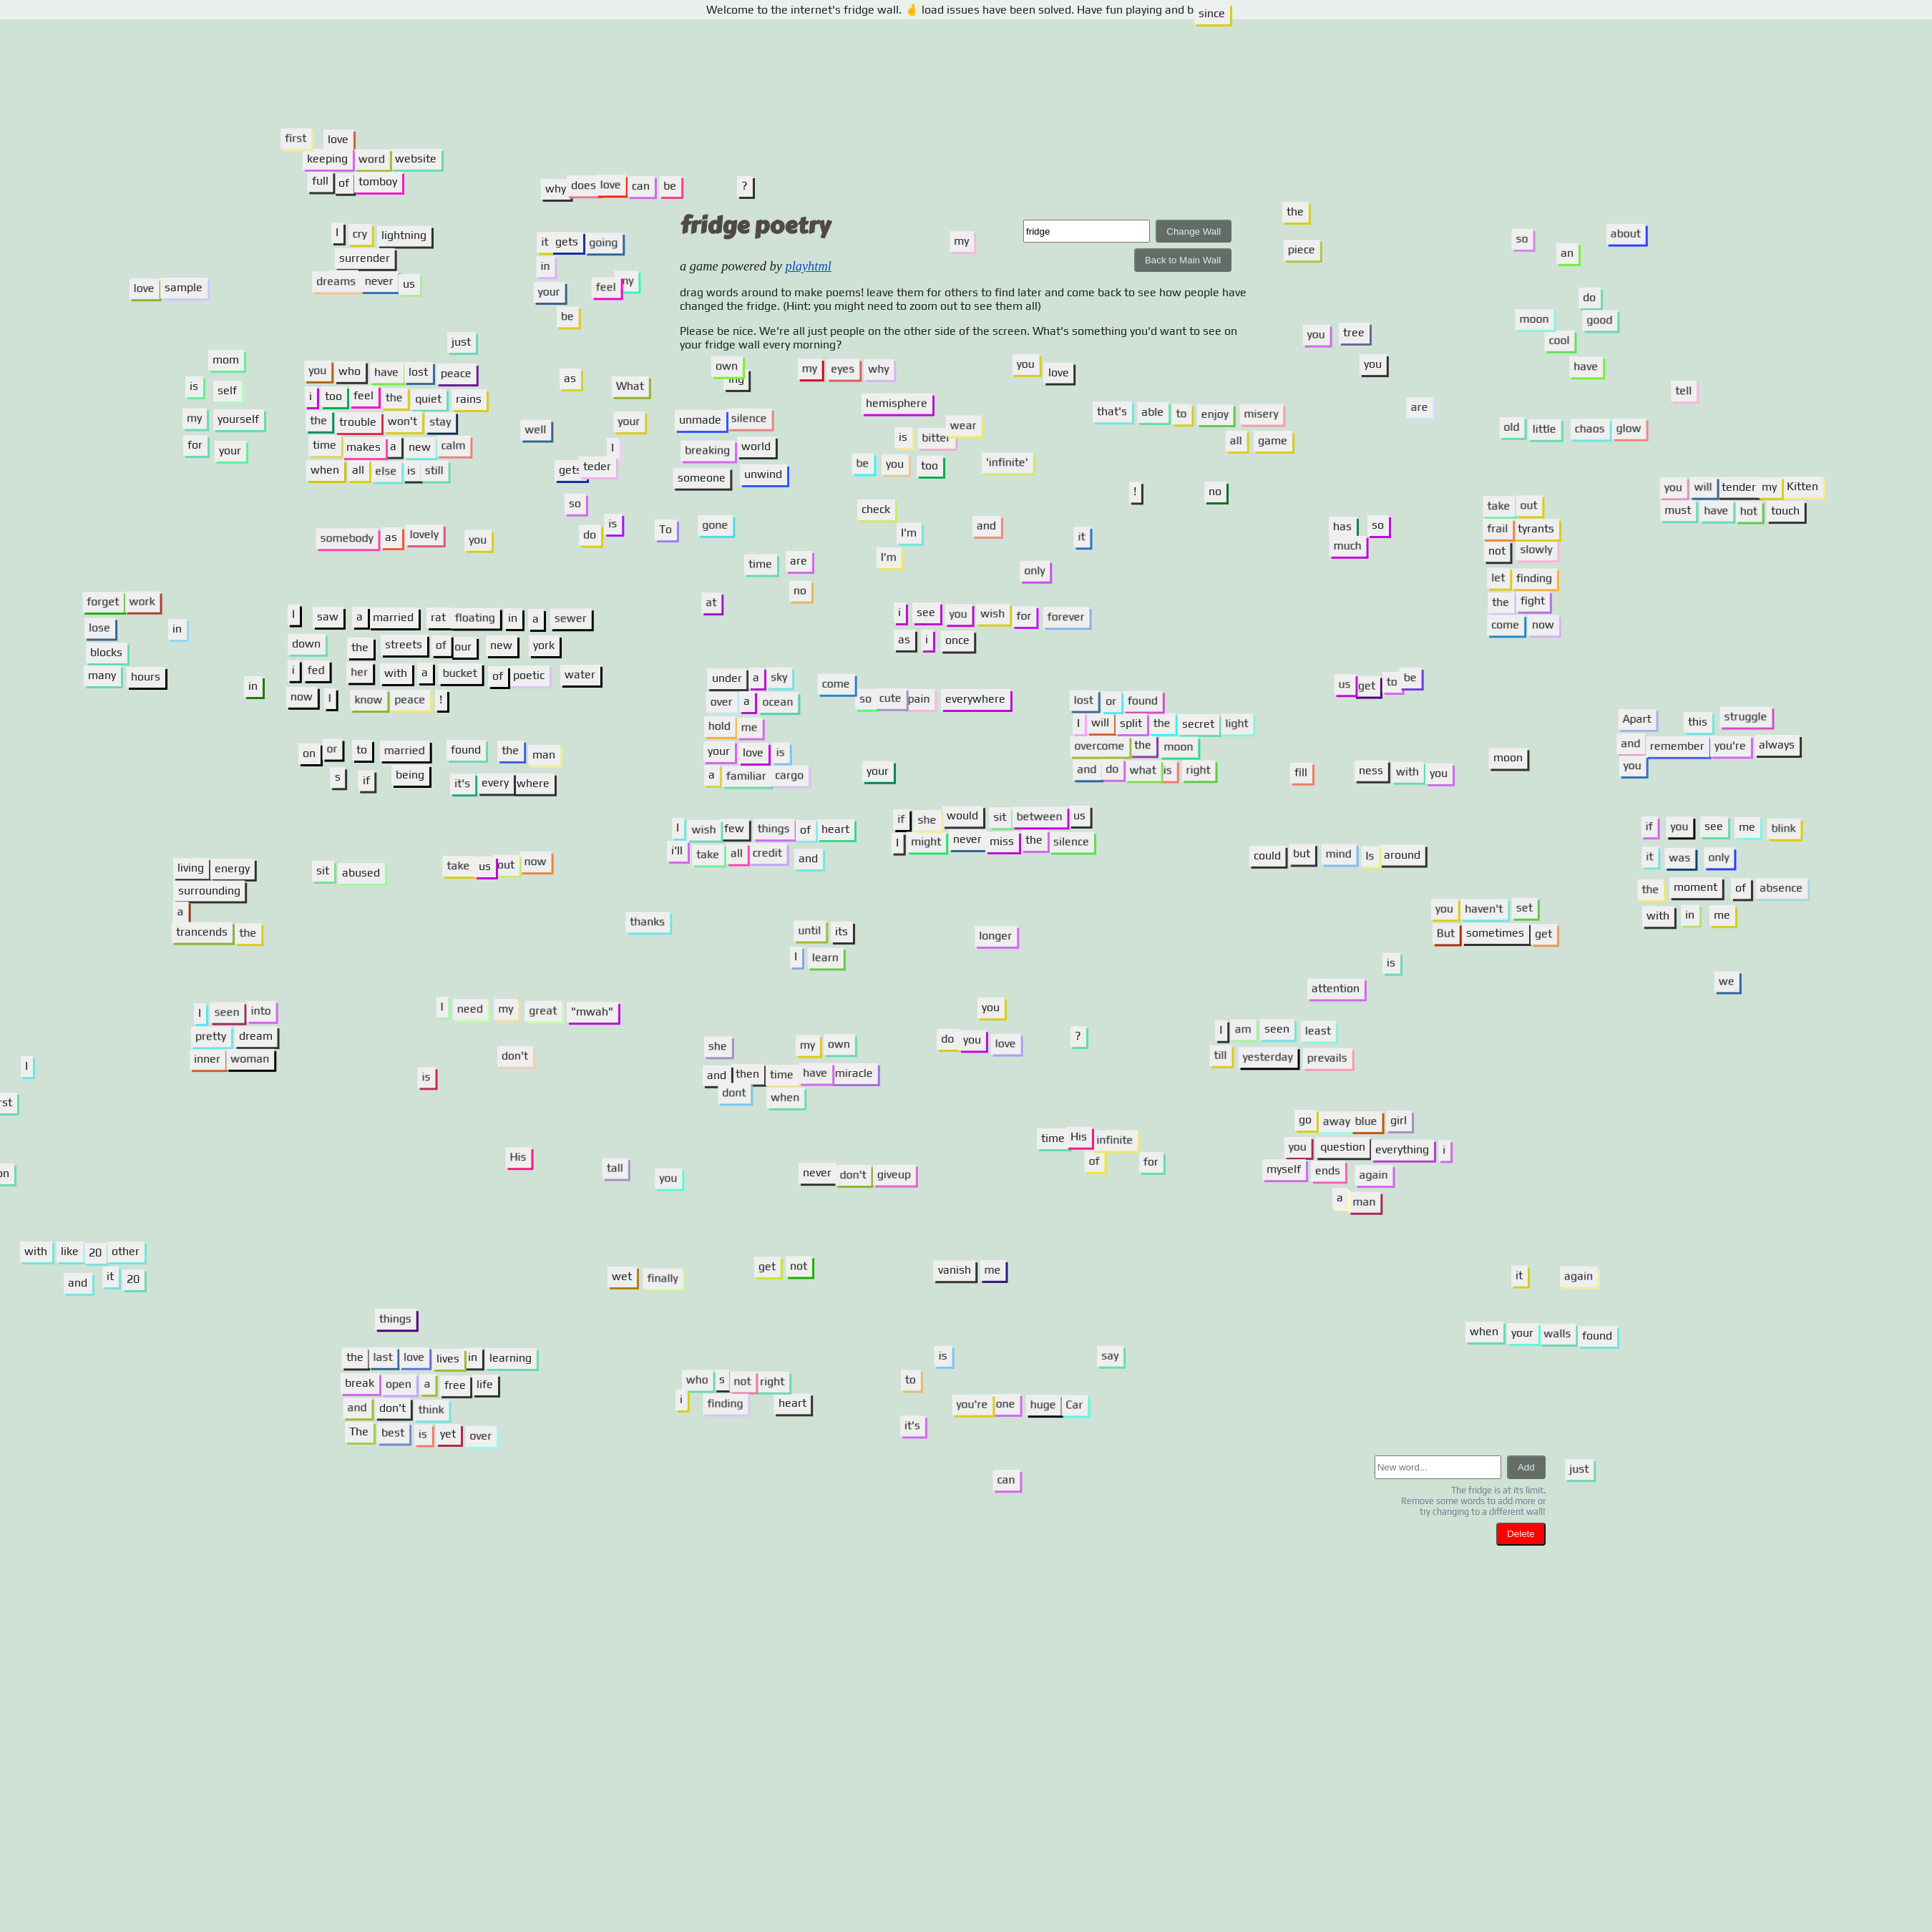 Welcome to the internet's fridge wall. ☝ load issues have been solved. Have fun playing and b
since
first love
keeping word website
full of tomboy
why does love can be ?
fridge poetry
fridge
Change Wall
Back to Main Wall
a game powered by playhtml
drag words around to make poems! leave them for others to find later and come back to see how people have
changed the fridge. (Hint: you might need to zoom out to see them all)
Please be nice. We're all just people on the other side of the screen. What's something you'd want to see on
your fridge wall every morning?
my
the
piece
so an about
I cry lightning
surrender
dreams never us
it gets going
in
your feel my
be
love sample
do
moon good
cool
have
you tree
you
just
mom
is self
my yourself
for your
you who have lost peace
i too feel the quiet rains
the trouble won't stay
time makes a new calm
when all else is still
as What
well your
I
gets teder
so
do is
own
ing
my eyes why
you love
are
tell
hemisphere
unmade silence
breaking world
someone unwind
is bitter wear
be you too 'infinite'
that's able to enjoy misery
all game
old little chaos glow
! no
you will tender my Kitten
must have hot touch
take out
frail tyrants
not slowly
let finding
the fight
come now
check
I'm and
I'm
it
only
has so
much
somebody as lovely you
To gone
time are
no
at
forget work
lose in
blocks
many hours
in
I saw a married rat floating in a sewer
down the streets of our new york
i fed her with a bucket of poetic water
now I know peace !
i see you wish for forever
as i once
under a sky
over a ocean
hold me
your love is
a familiar cargo
come
so cute pain everywhere
your
lost or found
I will split the secret light
overcome the moon
and do what is right
us get to be
fill
ness with you
moon
Apart this struggle
and remember you're always
you
on or to married found the man
s if being it's every where
I wish few things of heart
i'll take all credit and
if she would sit between us
I might never miss the silence
could but mind Is around
if you see me blink
it was only
the moment of absence
with in me
living energy
surrounding
a
trancends the
sit abused
take us out now
thanks
until its
I learn
longer
you haven't set
But sometimes get
is
attention
we
I seen into
pretty dream
inner woman
I need my great "mwah"
don't
is
you
do you love ?
she my own
and then time have miracle
dont when
I am seen least
till yesterday prevails
I
rst
on
His
tall
you
never don't giveup
time His infinite
of for
go away blue girl
you question everything i
myself ends again
a man
with like 20 other
and it 20
wet finally
get not
vanish me
it again
when your walls found
things
the last love lives in learning
break open a free life
and don't think
The best is yet over
who s not right
i finding heart
is
say
to
you're one huge Car
it's
can
New word...
Add
just
The fridge is at its limit.
Remove some words to add more or
try changing to a different wall!
Delete